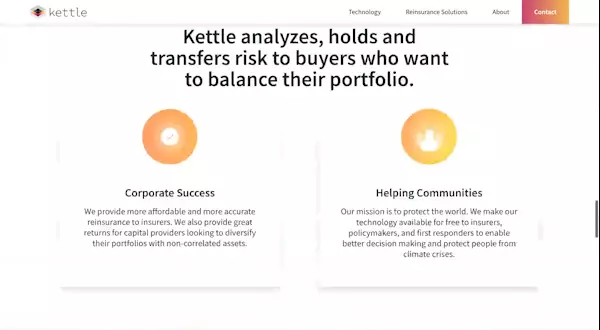 kettle
Technology
Reinsurance Solutions
About
Contact
Kettle analyzes, holds and
transfers risk to buyers who want
to balance their portfolio.
Corporate Success
We provide more affordable and more accurate
reinsurance to insurers. We also provide great
returns for capital providers looking to diversify
their portfolios with non-correlated assets.
Helping Communities
Our mission is to protect the world. We make our
technology available for free to insurers,
policymakers, and first responders to enable
better decision making and protect people from
climate crises.